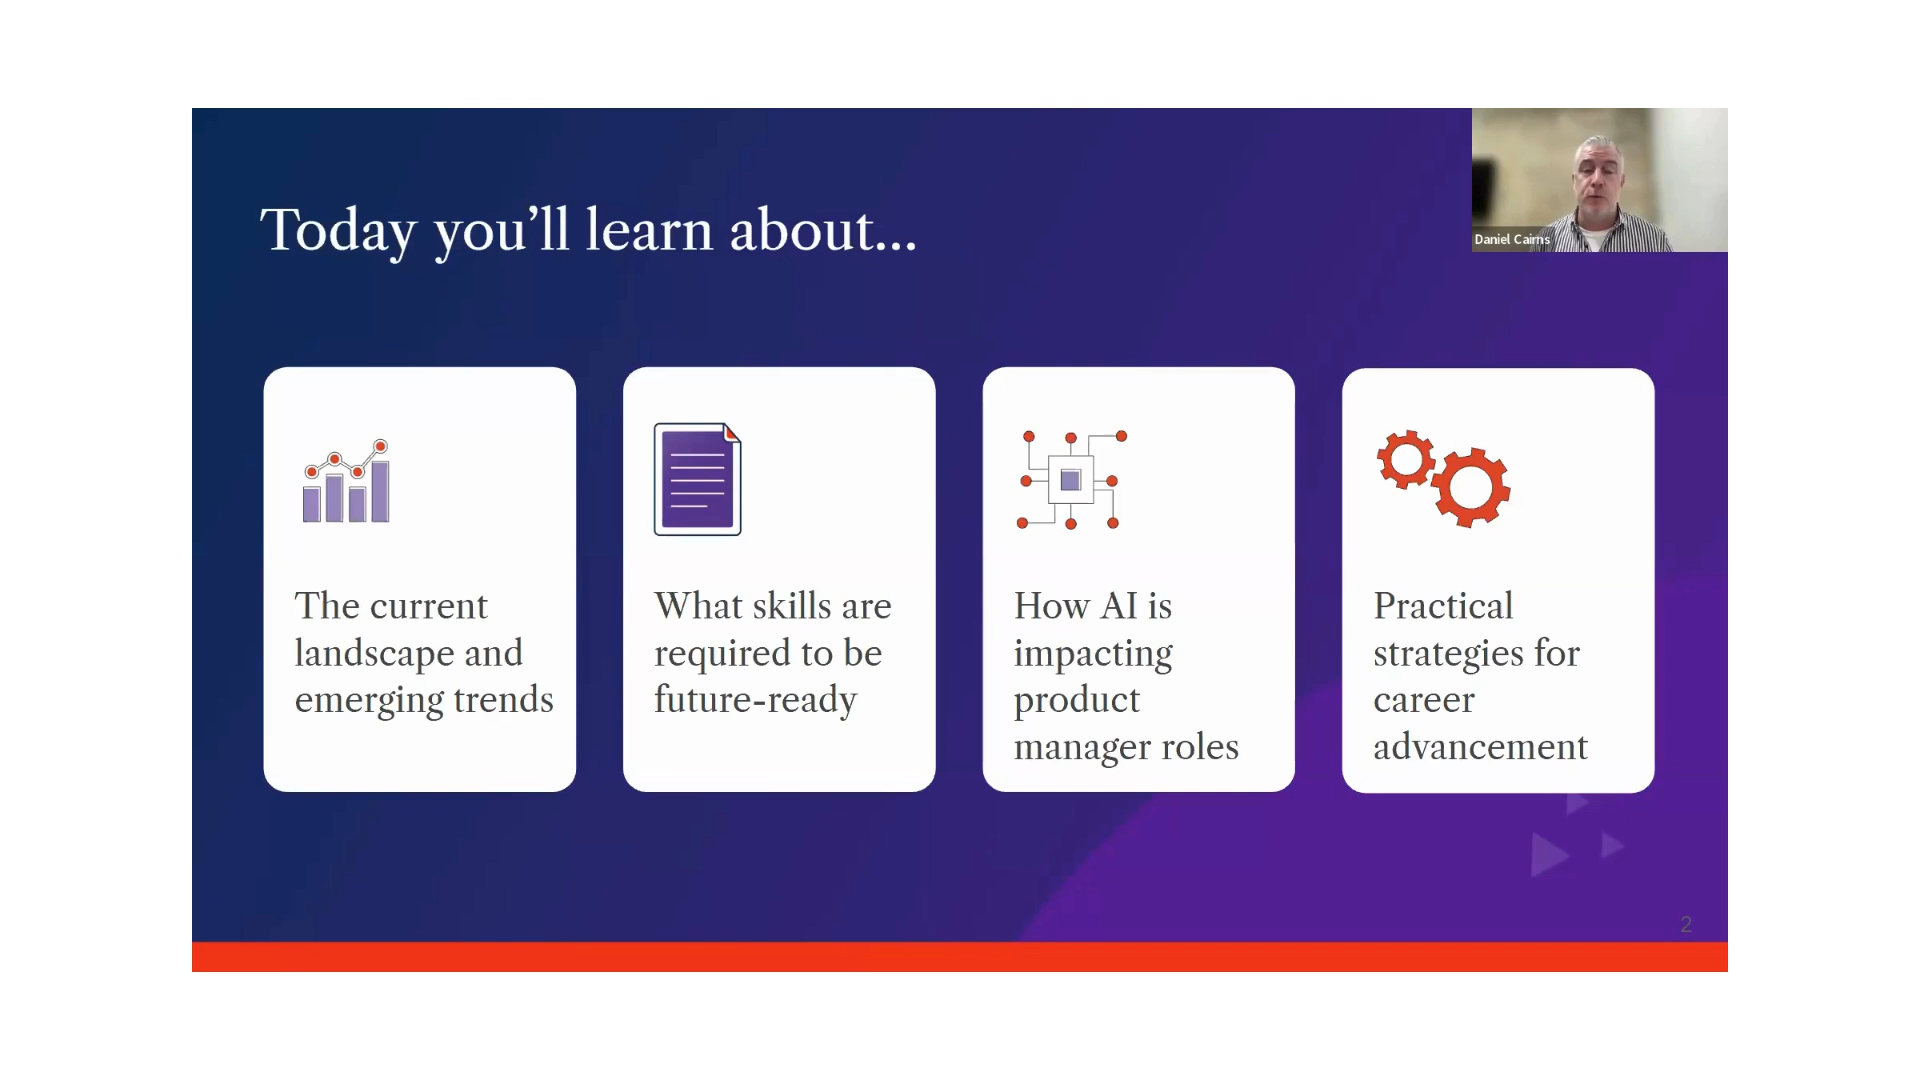 Today you’ll learn about...
Daniel Cairns
The current
landscape and
emerging trends
What skills are
required to be
future-ready
How AI is
impacting
product
manager roles
Practical
strategies for
career
advancement
2